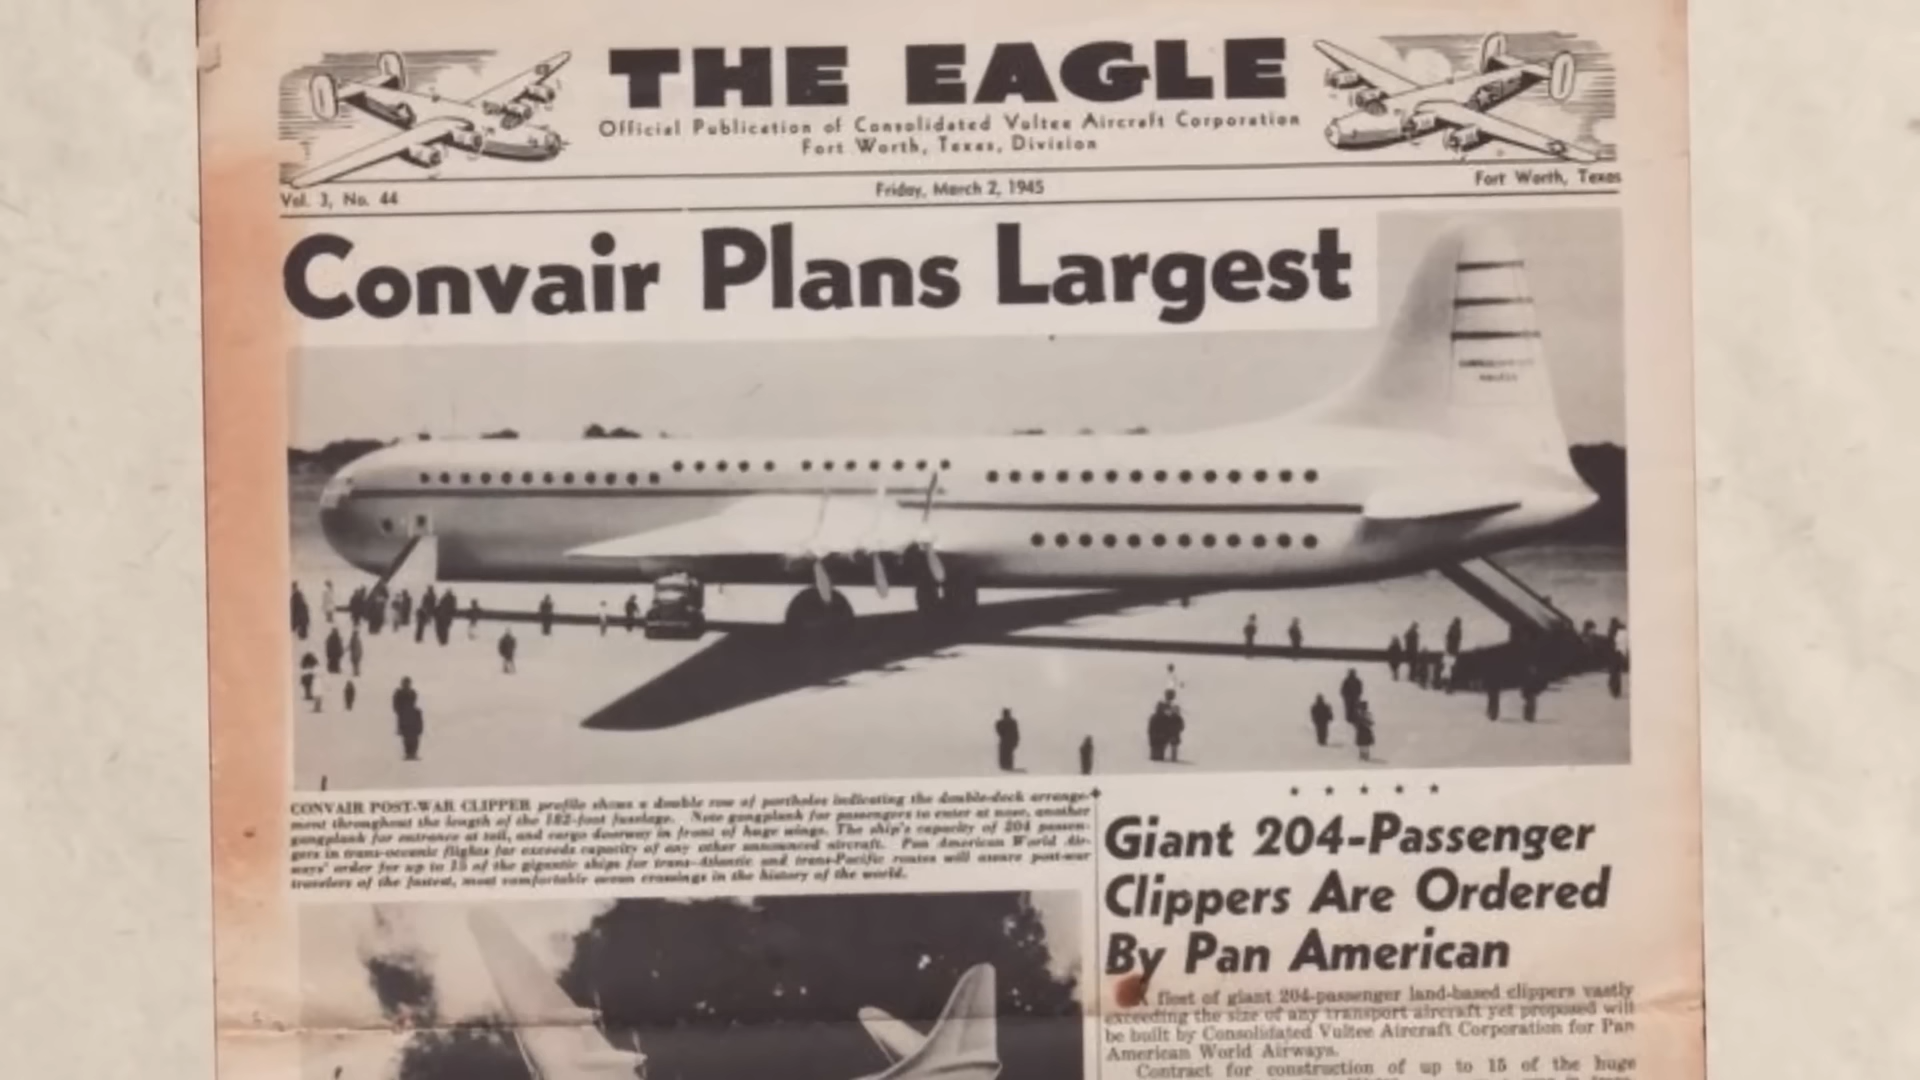 THE EAGLE
Official Publication of Consolidated Vultee Aircraft Corporation
Fort Worth, Texas, Division
Vol. 3, No. 44
Friday, March 2, 1945
Fort Worth, Texas
Convair Plans Largest
CONVAIR POST-WAR CLIPPER profile shows a double row of portholes indicating the double-deck arrange-
ment throughout the length of the 182-foot fuselage. Note gangplank for passengers to enter at nose, another
gangplank for entrance at tail, and cargo doorway in front of huge wings. The ship's capacity of 204 passen-
gers in trans-oceanic flights far exceeds capacity of any other announced aircraft. Pan American World Air-
ways' order for up to 15 of the gigantic ships for trans-Atlantic and trans-Pacific routes will assure post-war
travelers of the fastest, most comfortable ocean crossings in the history of the world.
Giant 204-Passenger
Clippers Are Ordered
By Pan American
A fleet of giant 204-passenger land-based clippers vastly
exceeding the size of any transport aircraft yet proposed will
be built by Consolidated Vultee Aircraft Corporation for Pan
American World Airways.
Contract for construction of up to 15 of the huge